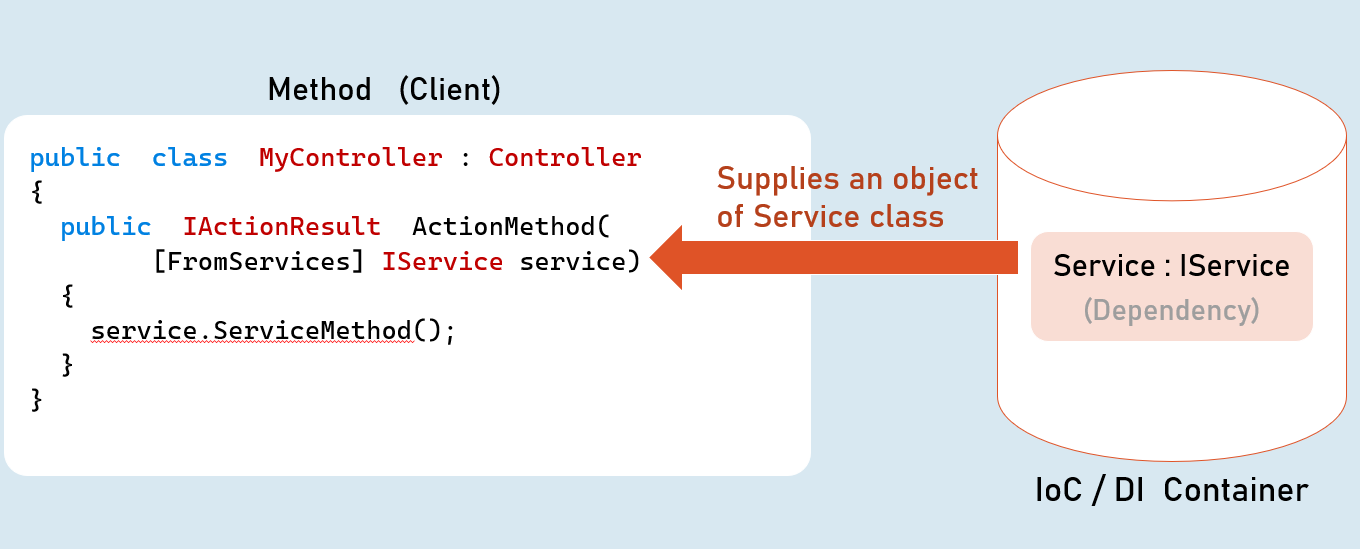 Method (Client)
public class MyController : Controller
{
public IActionResult ActionMethod(
[FromServices] IService service)
{
service.ServiceMethod();
}
}
Supplies an object
of Service class
Service : IService
(Dependency)
IoC / DI Container